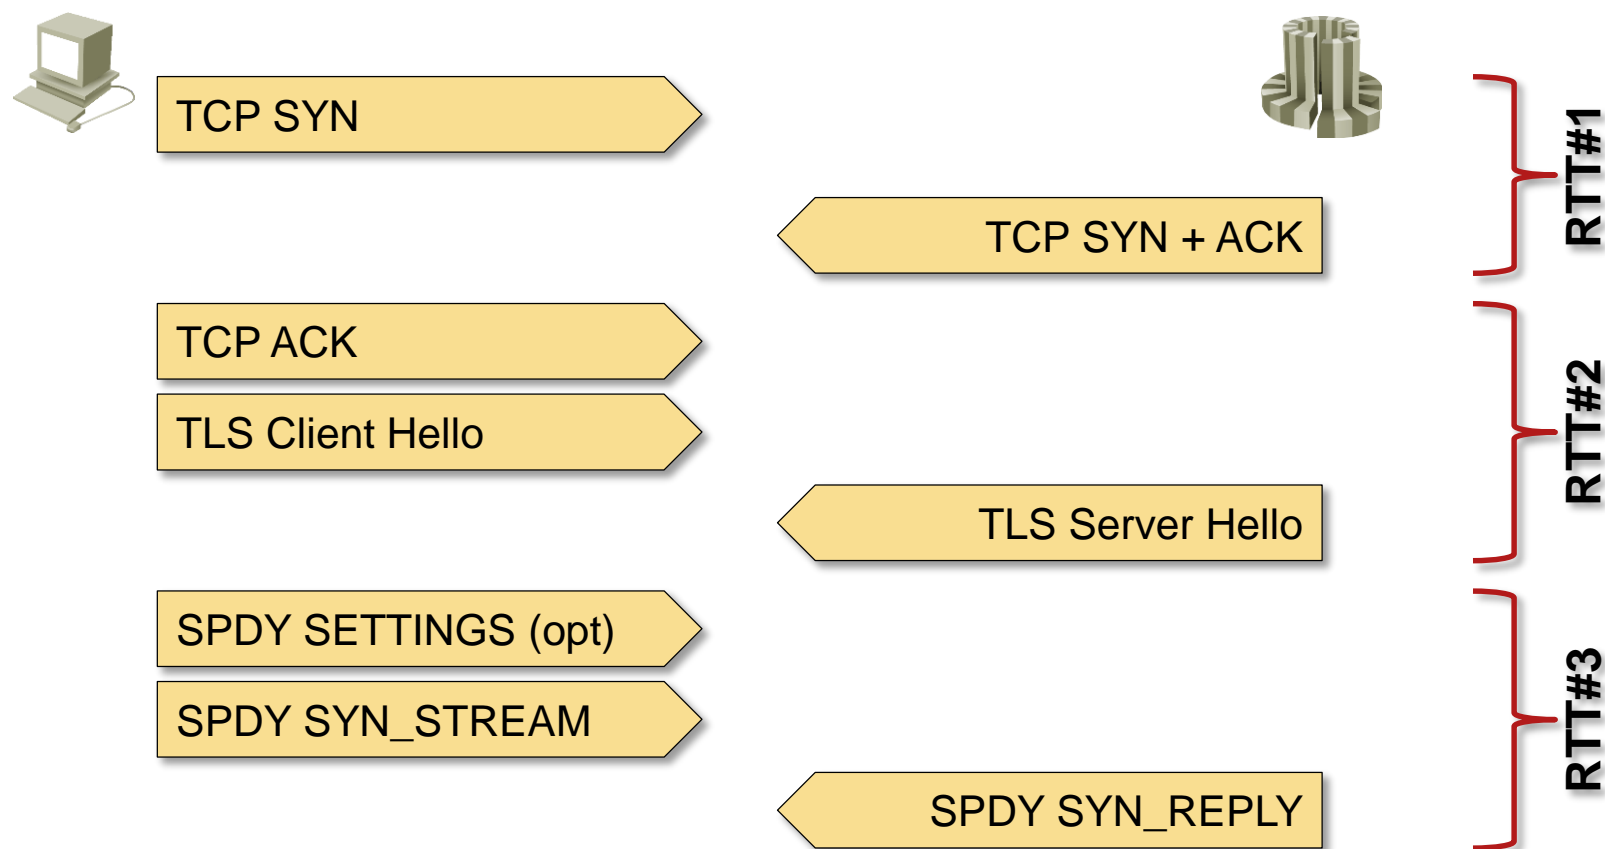 TCP SYN
RTT#1
TCP SYN + ACK
TCP ACK
RTT#2
TLS Client Hello
TLS Server Hello
SPDY SETTINGS (opt)
RTT#3
SPDY SYN_STREAM
SPDY SYN_REPLY